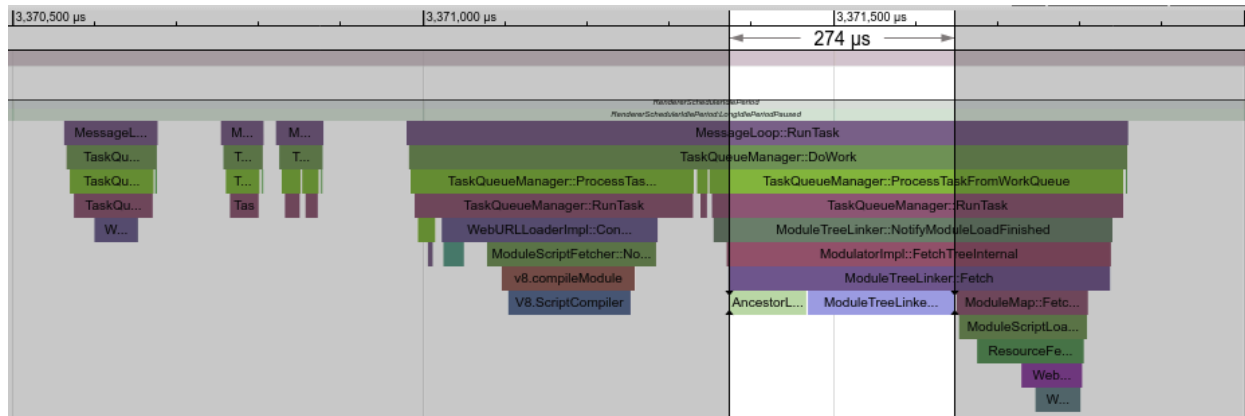 3,370,500 µs 3,371,000 µs 3,371,500 µs
274 µs
RendererSchedulerIdlePeriod
RendererSchedulerIdlePeriod:LongIdlePeriodPaused
MessageL... M... M... MessageLoop::RunTask
TaskQu... T... T... TaskQueueManager::DoWork
TaskQu... T... TaskQueueManager::ProcessTas... TaskQueueManager::ProcessTaskFromWorkQueue
TaskQu... Tas TaskQueueManager::RunTask TaskQueueManager::RunTask
W... WebURLLoaderImpl::Con... ModuleTreeLinker::NotifyModuleLoadFinished
ModuleScriptFetcher::No... ModulatorImpl::FetchTreeInternal
v8.compileModule ModuleTreeLinker::Fetch
V8.ScriptCompiler AncestorL... ModuleTreeLinke... ModuleMap::Fetc...
ModuleScriptLoa...
ResourceFe...
Web...
W...